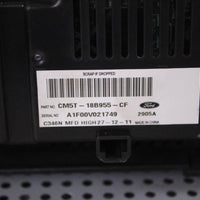 SCRAP IF DROPPED
PART NO CM5T-18B955-CF
Ford
SERIAL NO A1F00V021749 2905A
C346N MFD HIGH 27-12-11 MADE IN CHINA